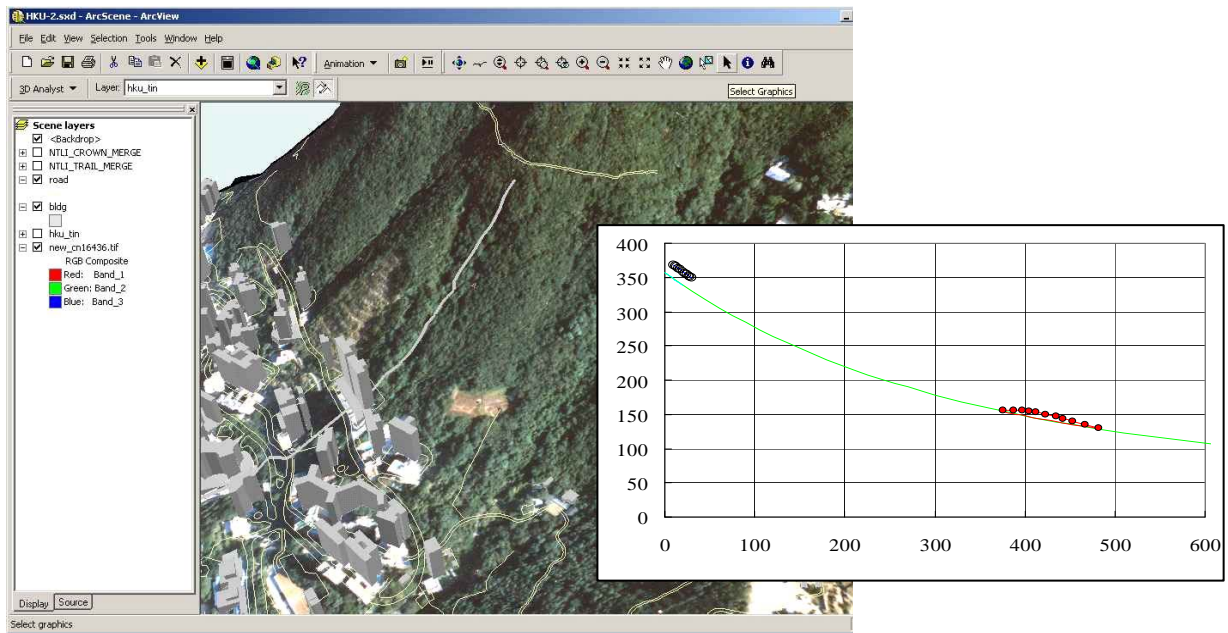 HKU-2.sxd - ArcScene - ArcView
File Edit View Selection Tools Window Help
Animation
3D Analyst Layer: hku_tin
Select Graphics
Scene layers
<Backdrop>
NTLI_CROWN_MERGE
NTLI_TRAIL_MERGE
road
bldg
hku_tin
new_cn16436.tif
RGB Composite
Red: Band_1
Green: Band_2
Blue: Band_3
Display Source
Select graphics
400
350
300
250
200
150
100
50
0
0 100 200 300 400 500 600